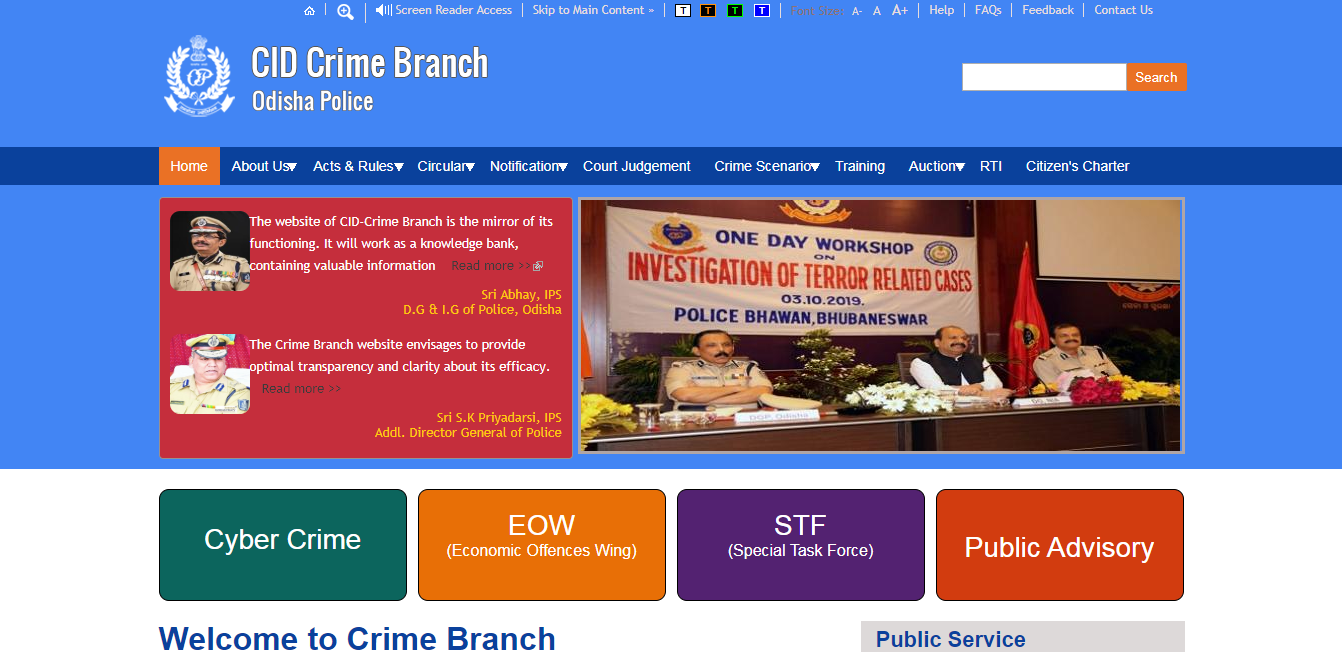 Screen Reader Access
Skip to Main Content »
T T T T
Font Size: A- A A+
Help
FAQs
Feedback
Contact Us
CID Crime Branch
Odisha Police
Search
Home About Us Acts & Rules Circular Notification Court Judgement Crime Scenario Training Auction RTI Citizen's Charter
The website of CID-Crime Branch is the mirror of its
functioning. It will work as a knowledge bank,
containing valuable information Read more >>
Sri Abhay, IPS
D.G & I.G of Police, Odisha
The Crime Branch website envisages to provide
optimal transparency and clarity about its efficacy.
Read more >>
Sri S.K Priyadarsi, IPS
Addl. Director General of Police
ONE DAY WORKSHOP
ON
INVESTIGATION OF TERROR RELATED CASES
03.10.2019.
POLICE BHAWAN, BHUBANESWAR
DGP, Odisha
DG, NIA
Cyber Crime
EOW
(Economic Offences Wing)
STF
(Special Task Force)
Public Advisory
Welcome to Crime Branch
Public Service